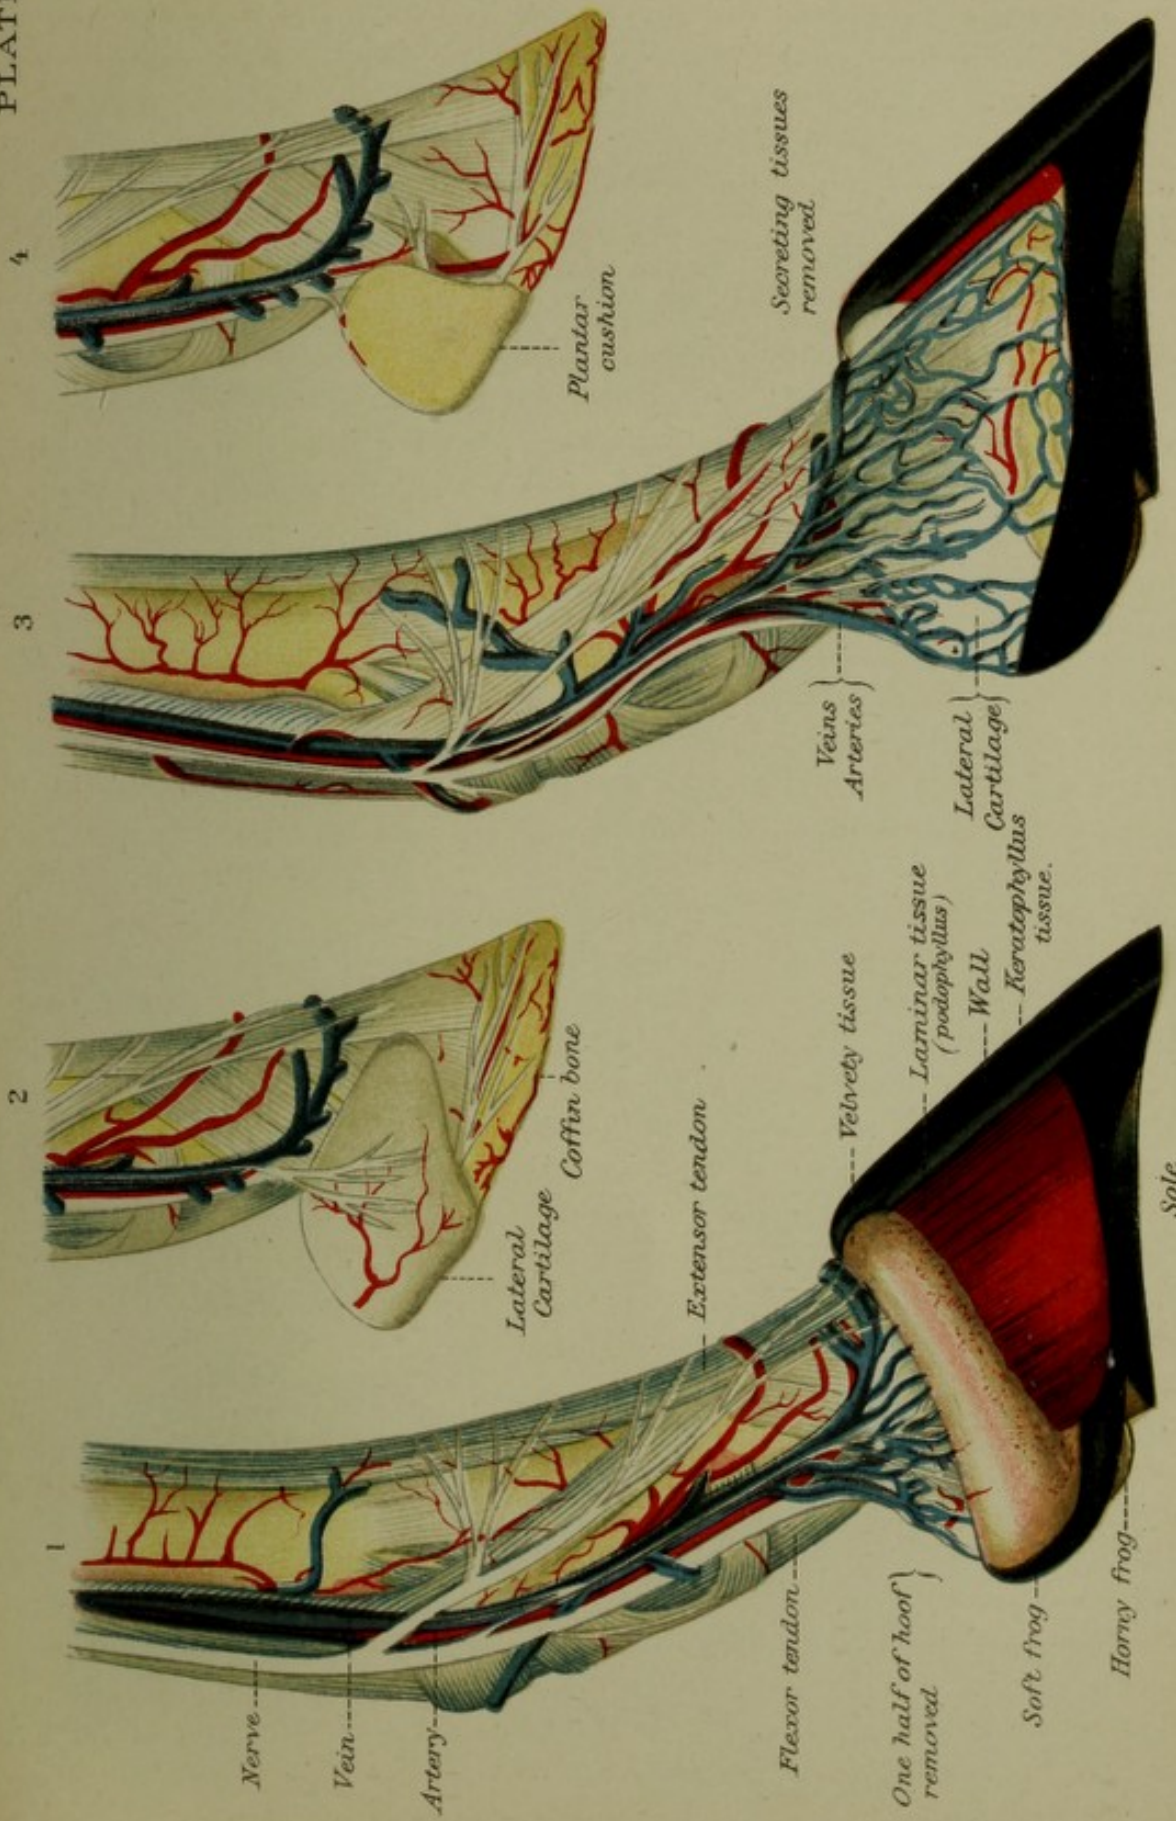 PLAT
1
2
3
4
Nerve
Vein
Artery
Flexor tendon
One half of hoof
removed
Soft frog
Horny frog
Extensor tendon
Velvety tissue
Laminar tissue
(podophyllus)
Wall
Keratophyllus
tissue.
Sole
Lateral
Cartilage
Coffin bone
Veins
Arteries
Lateral
Cartilage
Secreting tissues
removed
Plantar
cushion